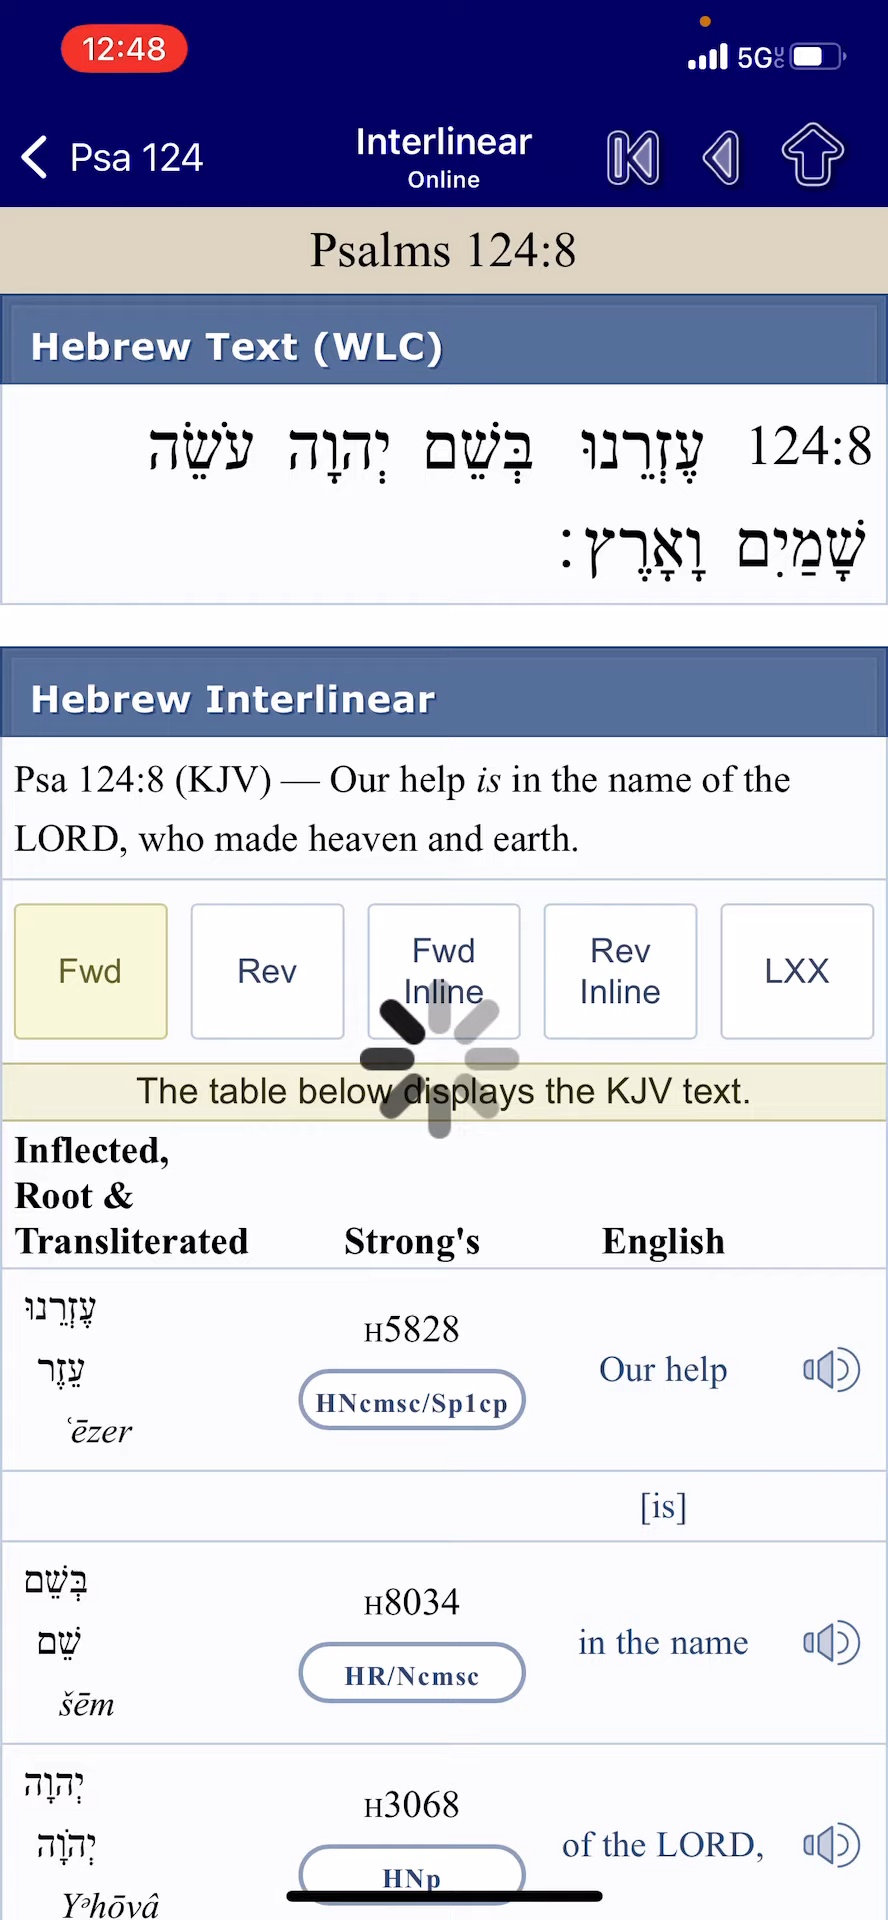 12:48
5G
Psa 124
Interlinear
Online
Psalms 124:8
Hebrew Text (WLC)
124:8 עֶזְרֵנוּ בְּשֵׁם יְהוָה עֹשֵׂה
שָׁמַיִם וָאָרֶץ׃
Hebrew Interlinear
Psa 124:8 (KJV) — Our help is in the name of the
LORD, who made heaven and earth.
Fwd
Rev
Fwd
Inline
Rev
Inline
LXX
The table below displays the KJV text.
Inflected,
Root &
Transliterated
Strong's
English
עֶזְרֵנוּ
עֵזֶר
ʿēzer
H5828
HNcmsc/Sp1cp
Our help
[is]
בְּשֵׁם
שֵׁם
šēm
H8034
HR/Ncmsc
in the name
יְהוָה
יְהֹוָה
Yᵊhōvâ
H3068
HNp
of the LORD,